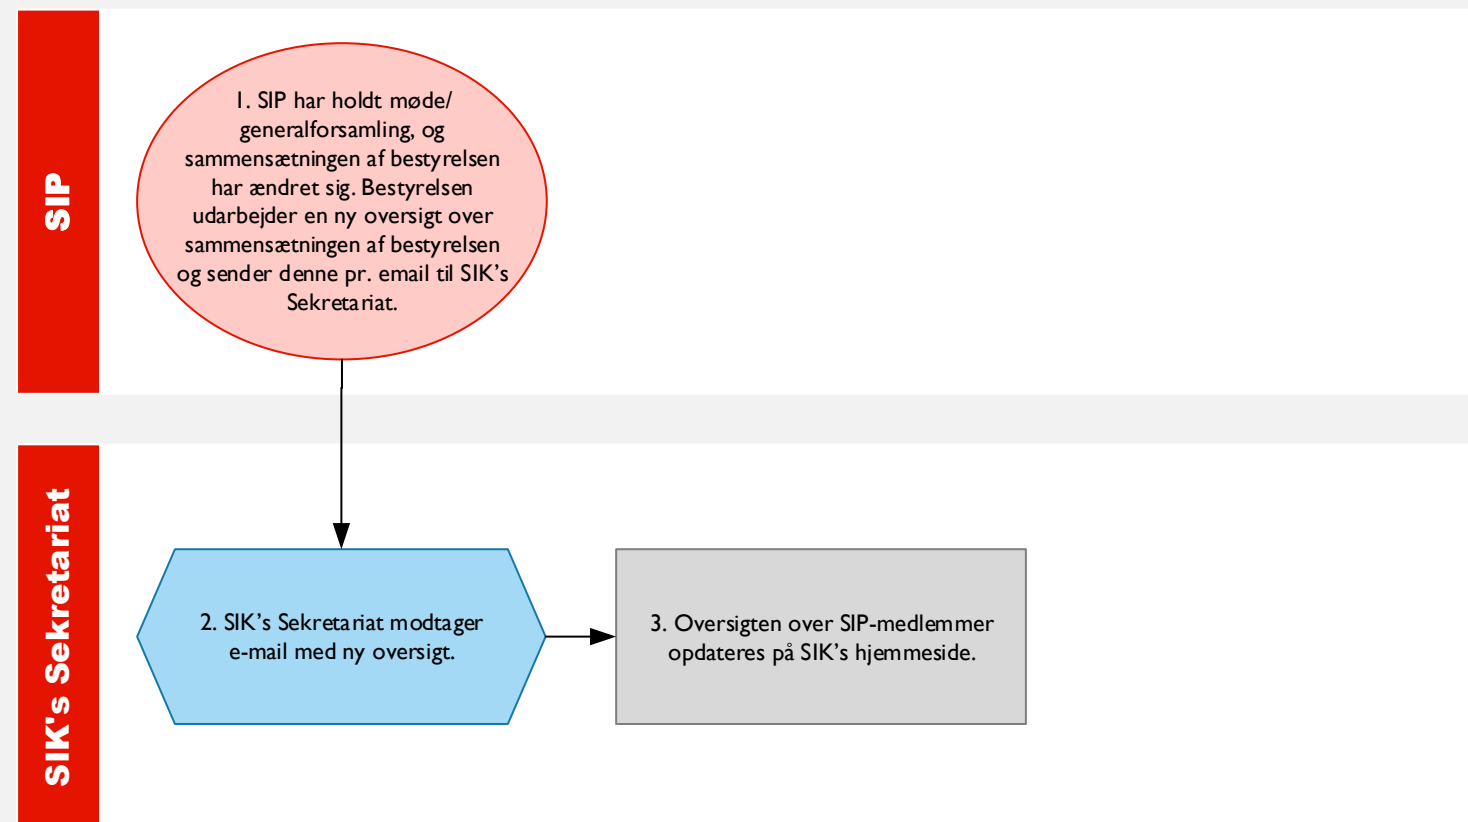 SIP
1. SIP har holdt møde/
generalforsamling, og
sammensætningen af bestyrelsen
har ændret sig. Bestyrelsen
udarbejder en ny oversigt over
sammensætningen af bestyrelsen
og sender denne pr. email til SIK’s
Sekretariat.
SIK's Sekretariat
2. SIK’s Sekretariat modtager
e-mail med ny oversigt.
3. Oversigten over SIP-medlemmer
opdateres på SIK’s hjemmeside.